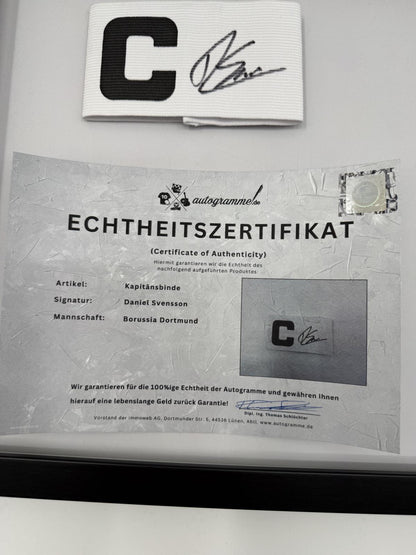 C
autogramme.de
ECHTHEITSZERTIFIKAT
(Certificate of Authenticity)
Hiermit garantieren wir die Echtheit des
nachfolgend aufgeführten Produktes
Artikel: Kapitänsbinde
Signatur: Daniel Svensson
Mannschaft: Borussia Dortmund
C
Wir garantieren für die 100%ige Echtheit der Autogramme und gewähren Ihnen
hierauf eine lebenslange Geld zurück Garantie!
Dipl. Ing. Thomas Schlüchter
Vorstand der immoweb AG, Dortmunder Str. 5, 44536 Lünen, Abtl. www.autogramme.de